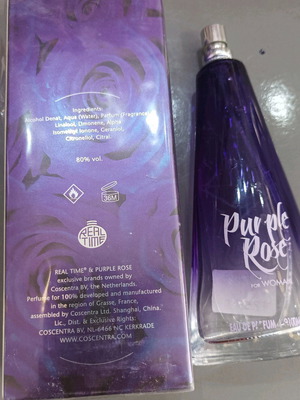 Ingredients:
Alcohol Denat, Aqua (Water), Parfum (fragrance),
Linalool, Limonene, Alpha
Isomethyl Ionone, Geraniol,
Citronellol, Citral
80% vol.
36M
REAL
TIME
REAL TIME® & PURPLE ROSE
exclusive brands owned by
Coscentra BV, the Netherlands.
Perfume for 100% developed and manufactured
in the region of Grasse, France,
assembled by Coscentra Ltd. Shanghai, China.
Lic., Dist. & Exclusive Rights:
COSCENTRA BV, NL-6466 NC KERKRADE
WWW.COSCENTRA.COM
Purple
Rose
FOR WOMAN
EAU DE PARFUM